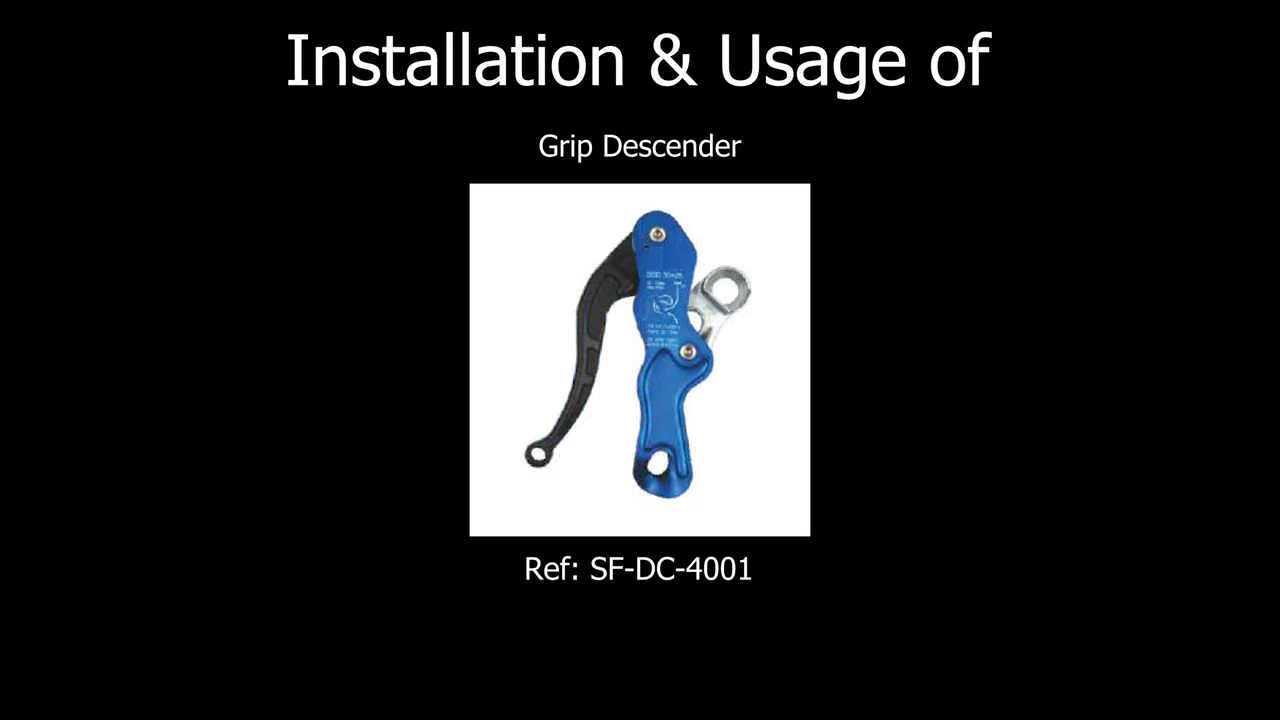 Installation & Usage of
Grip Descender
Ref: SF-DC-4001